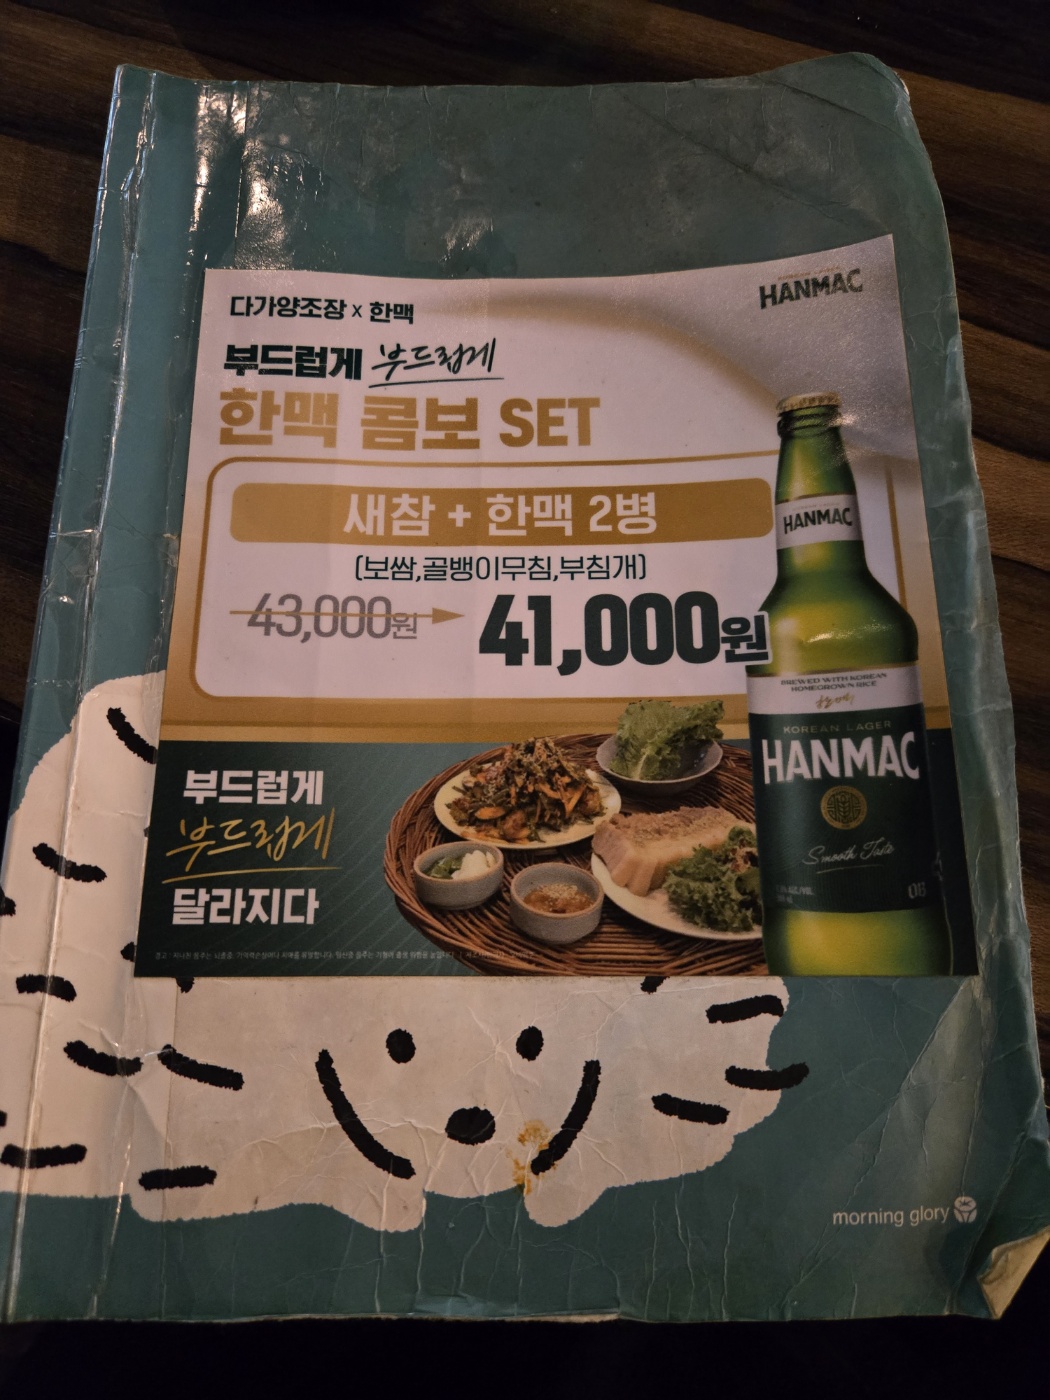 다가양조장 x 한맥
HANMAC
부드럽게 부드럽게
한맥 콤보 SET
새참 + 한맥 2병
(보쌈,골뱅이무침,부침개)
43,000원
41,000원
HANMAC
BREWED WITH KOREAN
HOMEGROWN RICE
KOREAN LAGER
HANMAC
Smooth Taste
OB
부드럽게
부드럽게
달라지다
morning glory